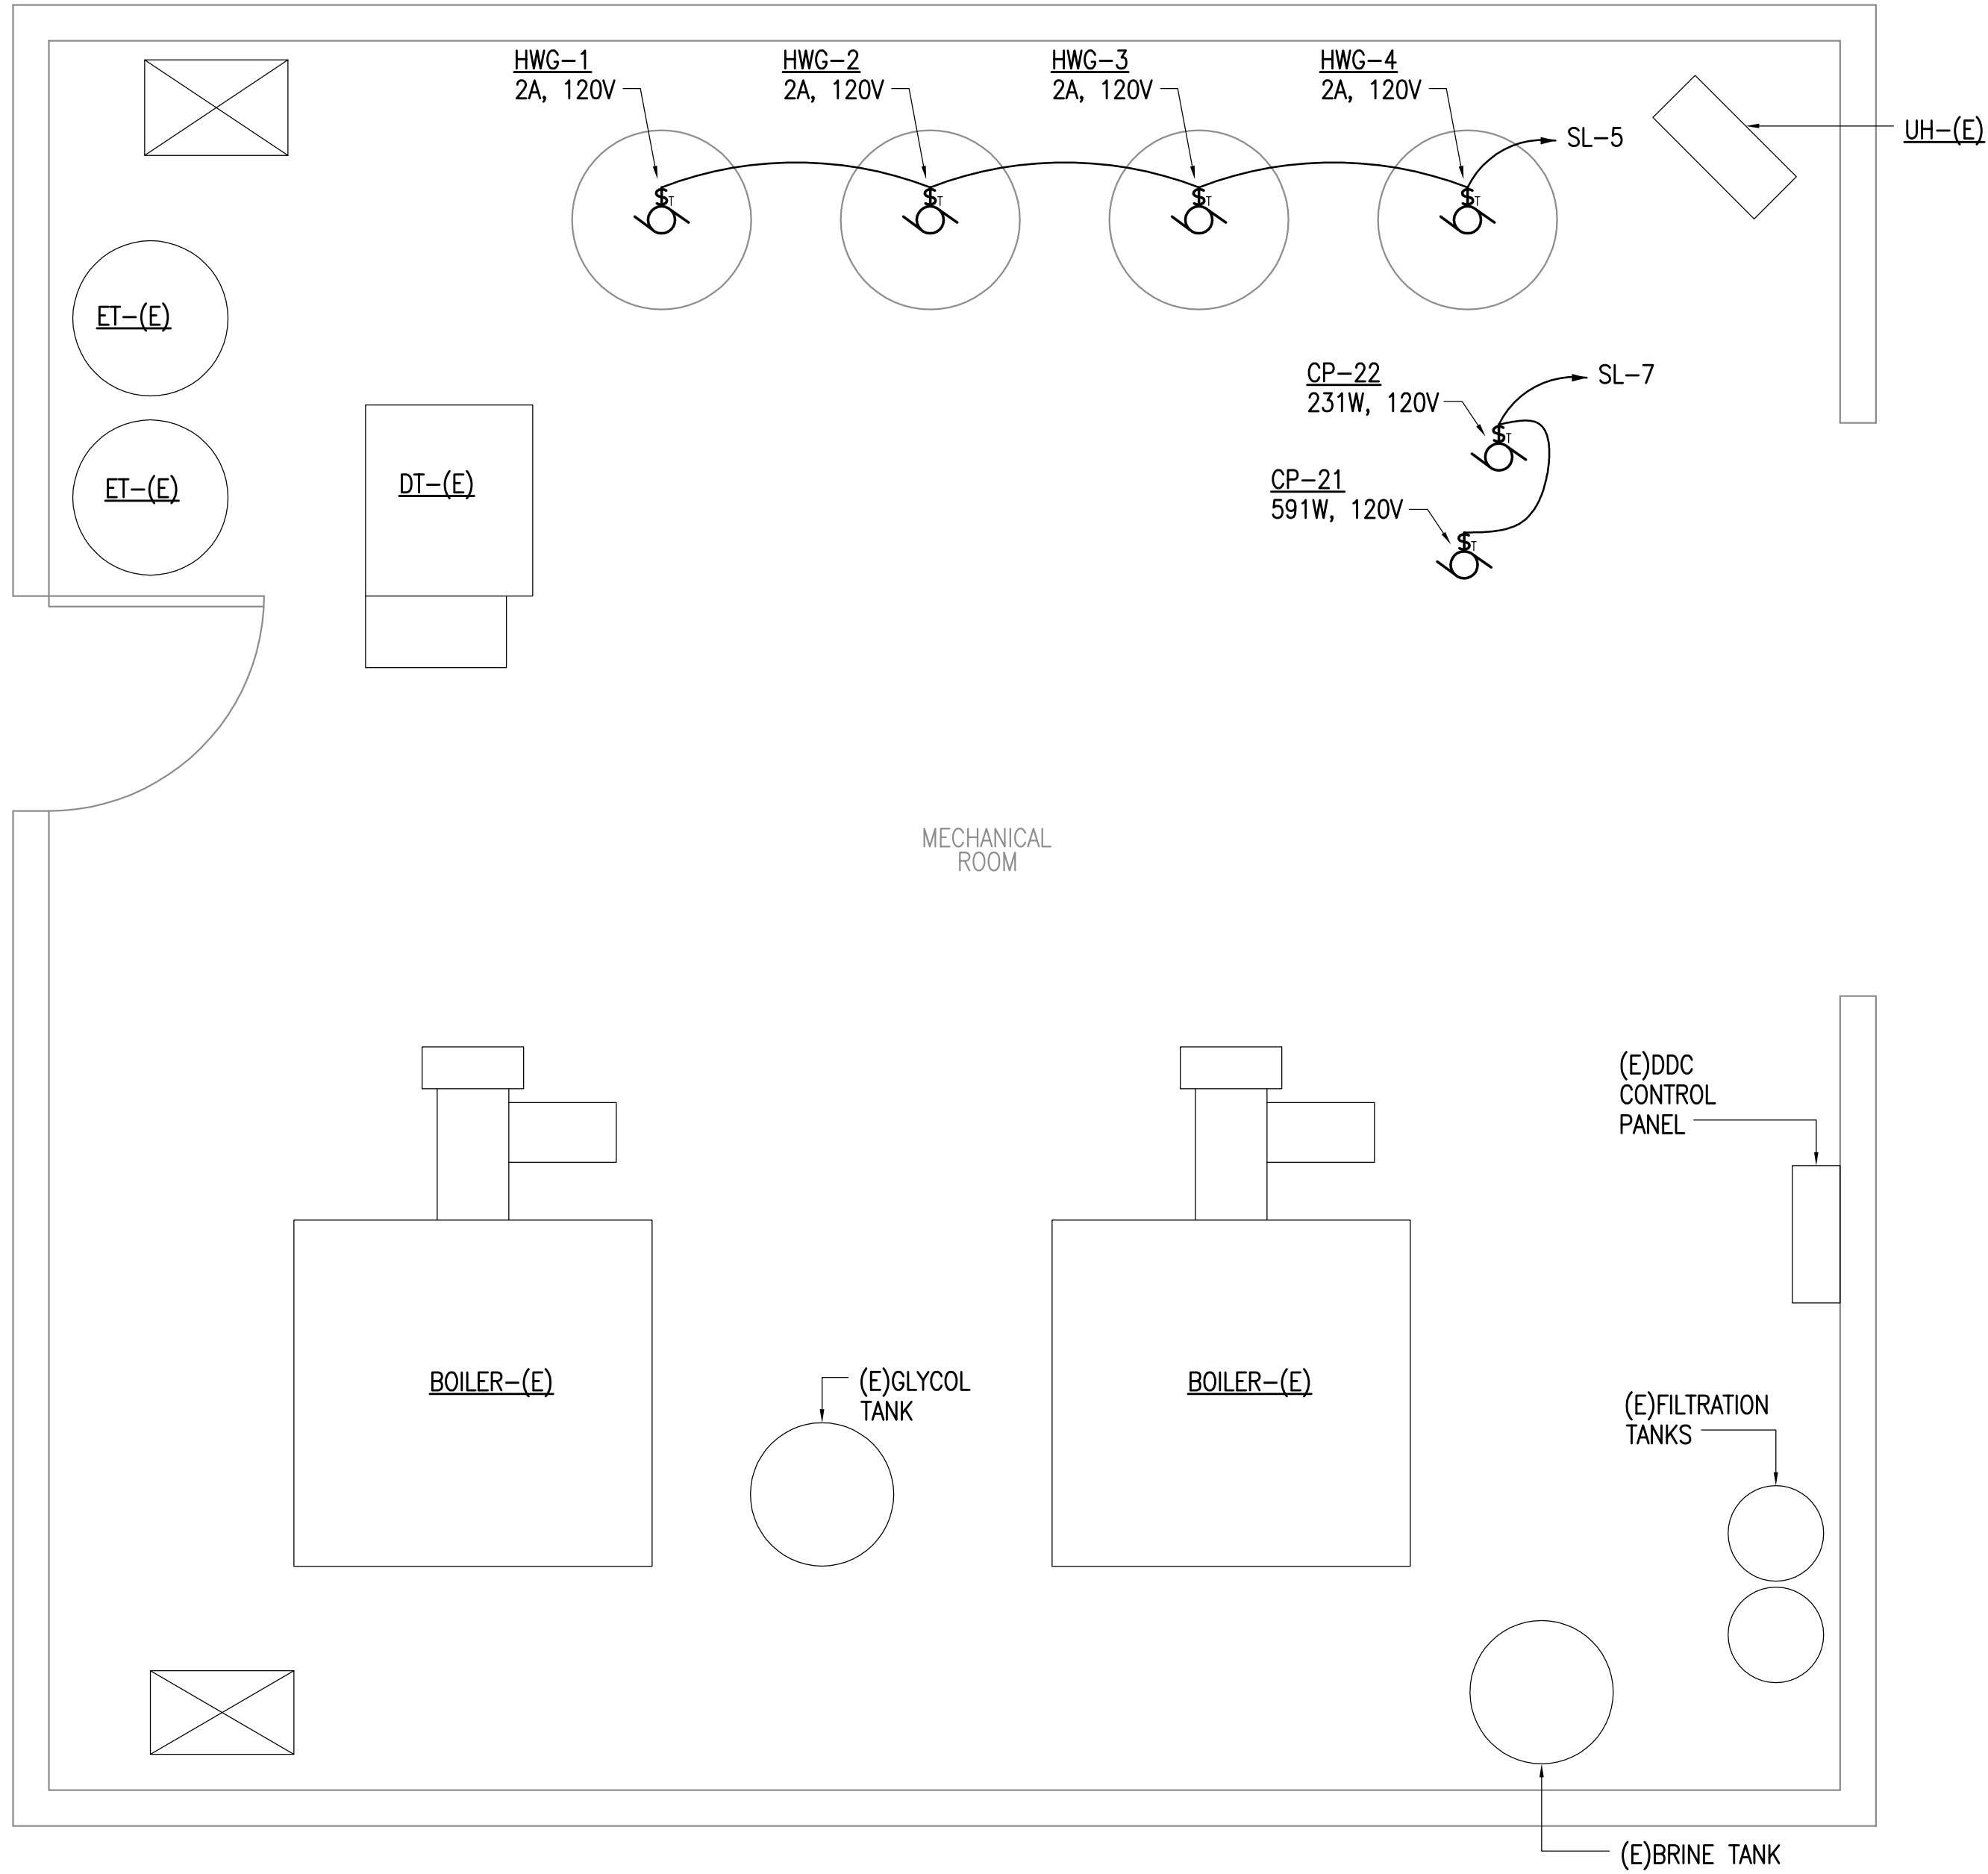 HWG-1
2A, 120V
HWG-2
2A, 120V
HWG-3
2A, 120V
HWG-4
2A, 120V
SL-5
UH-(E)
$T
$T
$T
$T
ET-(E)
ET-(E)
DT-(E)
CP-22
231W, 120V
SL-7
$T
CP-21
591W, 120V
$T
MECHANICAL
ROOM
(E)DDC
CONTROL
PANEL
BOILER-(E)
(E)GLYCOL
TANK
BOILER-(E)
(E)FILTRATION
TANKS
(E)BRINE TANK